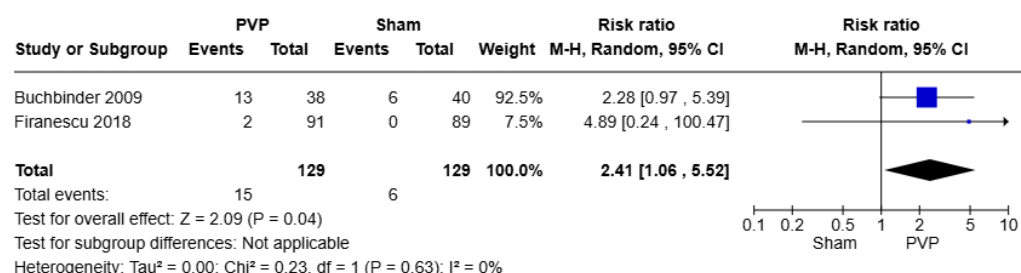 PVP Sham Risk ratio Risk ratio
Study or Subgroup Events Total Events Total Weight M-H, Random, 95% CI M-H, Random, 95% CI
Buchbinder 2009 13 38 6 40 92.5% 2.28 [0.97 , 5.39]
Firanescu 2018 2 91 0 89 7.5% 4.89 [0.24 , 100.47]
Total 129 129 100.0% 2.41 [1.06 , 5.52]
Total events: 15 6
Test for overall effect: Z = 2.09 (P = 0.04)
0.1 0.2 0.5 1 2 5 10
Test for subgroup differences: Not applicable
Sham PVP
Heterogeneity: Tau² = 0.00; Chi² = 0.23, df = 1 (P = 0.63); I² = 0%